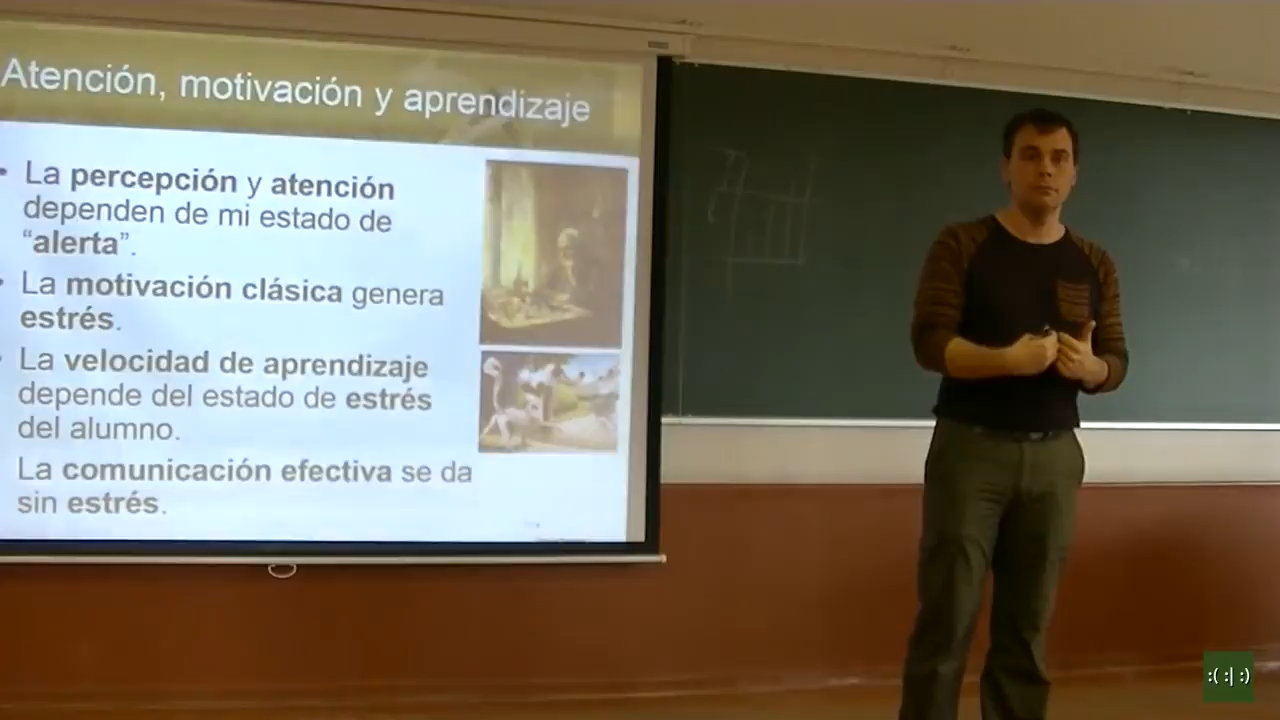 Atención, motivación y aprendizaje
• La percepción y atención
dependen de mi estado de
“alerta”.
• La motivación clásica genera
estrés.
• La velocidad de aprendizaje
depende del estado de estrés
del alumno.
La comunicación efectiva se da
sin estrés.
:( :| :)